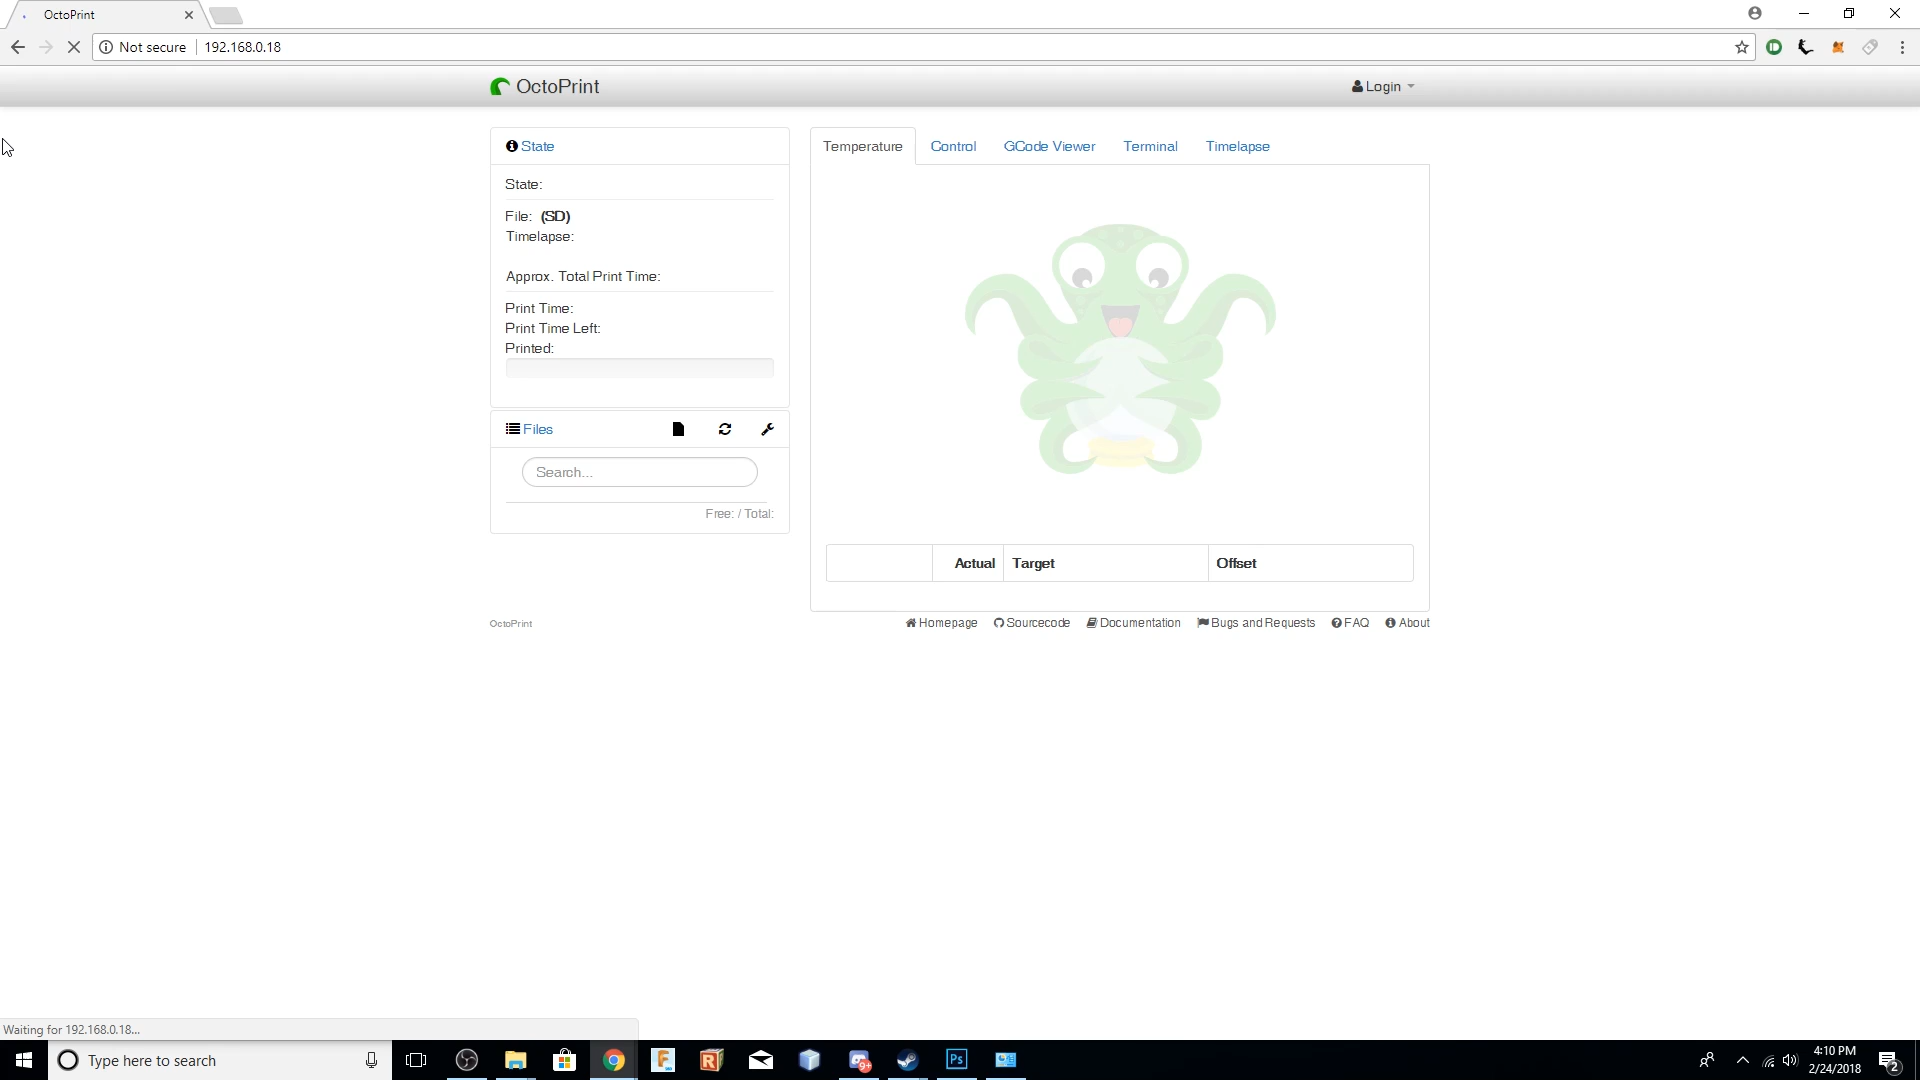 OctoPrint
Not secure 192.168.0.18
OctoPrint
Login
State
State:
File: (SD)
Timelapse:
Approx. Total Print Time:
Print Time:
Print Time Left:
Printed:
Files
Search...
Free: / Total:
Temperature Control GCode Viewer Terminal Timelapse
Actual Target Offset
OctoPrint
Homepage Sourcecode Documentation Bugs and Requests FAQ About
Waiting for 192.168.0.18...
Type here to search
F
R
9+
Ps
4:10 PM
2/24/2018
2